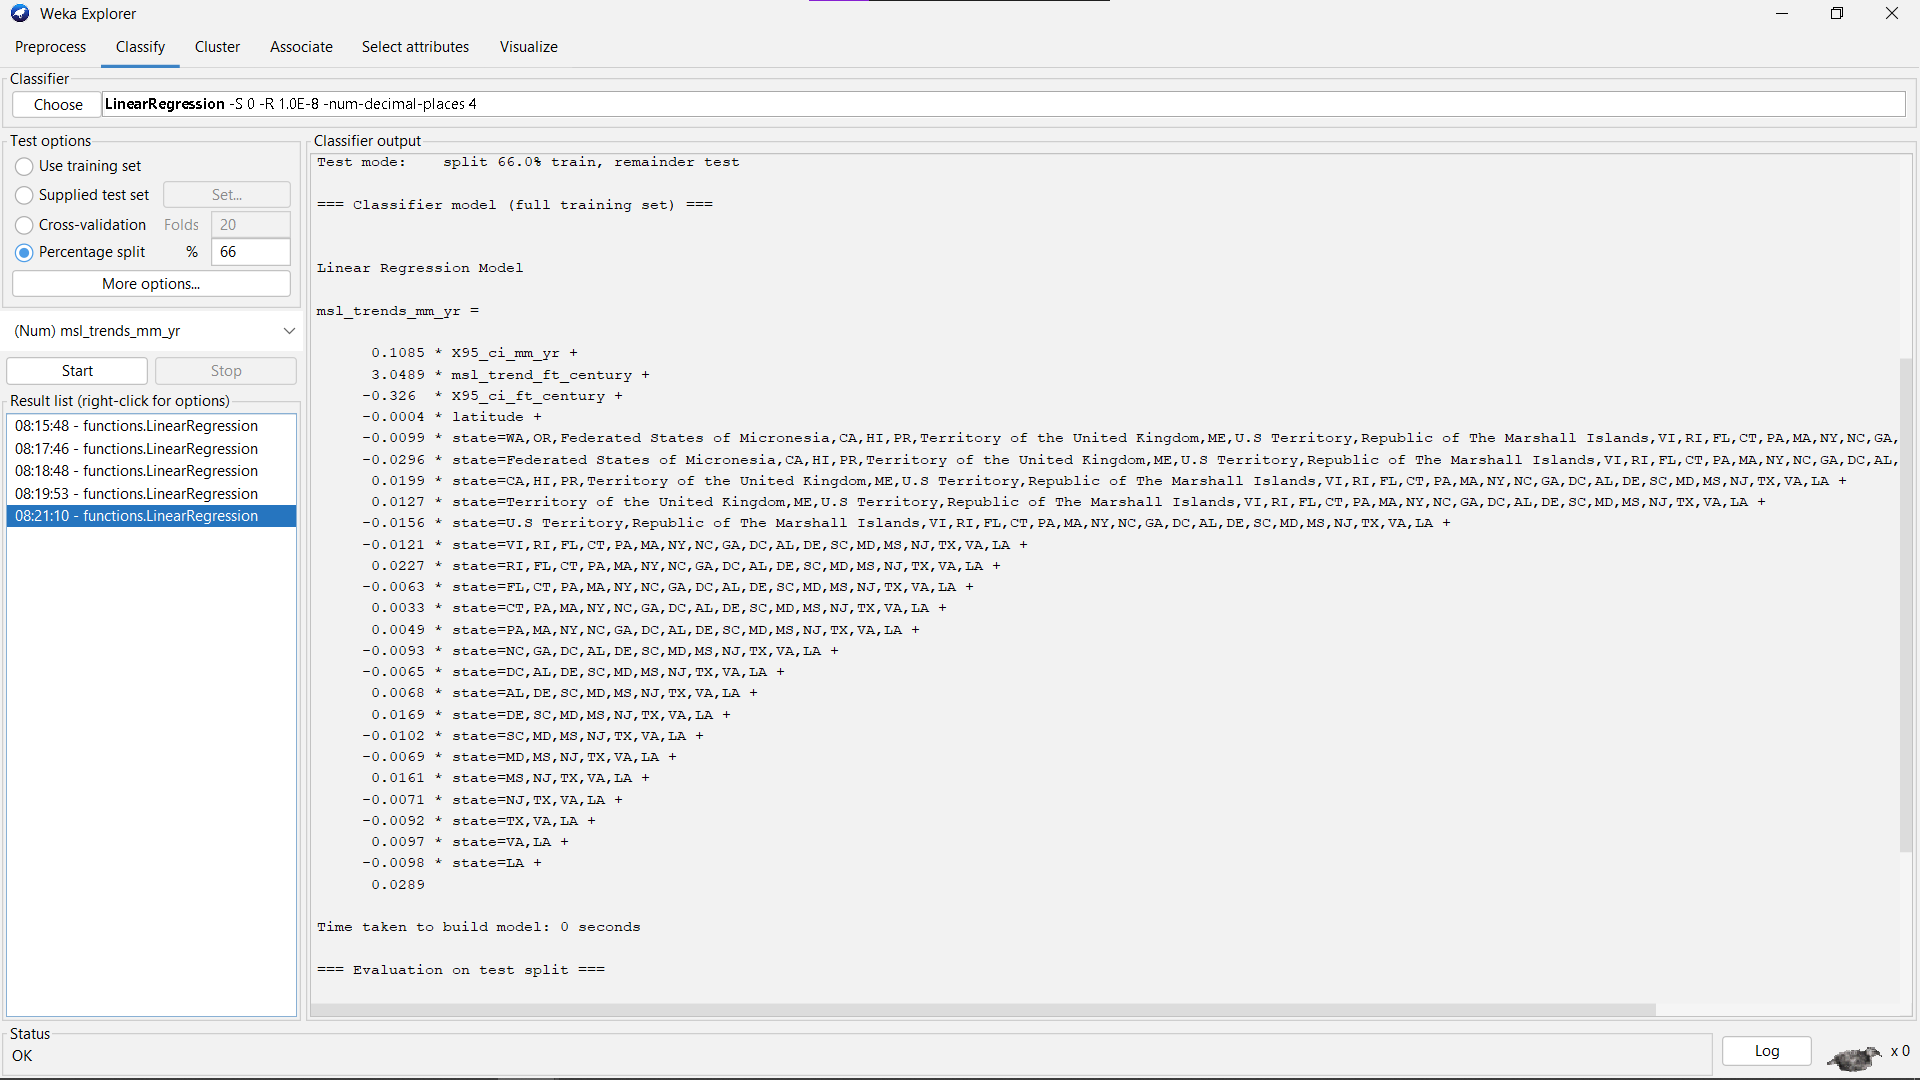 Weka Explorer
Preprocess Classify Cluster Associate Select attributes Visualize
Classifier
Choose LinearRegression -S 0 -R 1.0E-8 -num-decimal-places 4
Test options
Use training set
Supplied test set Set...
Cross-validation Folds 20
Percentage split % 66
More options...
(Num) msl_trends_mm_yr
Start Stop
Result list (right-click for options)
08:15:48 - functions.LinearRegression
08:17:46 - functions.LinearRegression
08:18:48 - functions.LinearRegression
08:19:53 - functions.LinearRegression
08:21:10 - functions.LinearRegression
Classifier output
Test mode: split 66.0% train, remainder test
=== Classifier model (full training set) ===
Linear Regression Model
msl_trends_mm_yr =
0.1085 * X95_ci_mm_yr +
3.0489 * msl_trend_ft_century +
-0.326 * X95_ci_ft_century +
-0.0004 * latitude +
-0.0099 * state=WA,OR,Federated States of Micronesia,CA,HI,PR,Territory of the United Kingdom,ME,U.S Territory,Republic of The Marshall Islands,VI,RI,FL,CT,PA,MA,NY,NC,GA,
-0.0296 * state=Federated States of Micronesia,CA,HI,PR,Territory of the United Kingdom,ME,U.S Territory,Republic of The Marshall Islands,VI,RI,FL,CT,PA,MA,NY,NC,GA,DC,AL,
0.0199 * state=CA,HI,PR,Territory of the United Kingdom,ME,U.S Territory,Republic of The Marshall Islands,VI,RI,FL,CT,PA,MA,NY,NC,GA,DC,AL,DE,SC,MD,MS,NJ,TX,VA,LA +
0.0127 * state=Territory of the United Kingdom,ME,U.S Territory,Republic of The Marshall Islands,VI,RI,FL,CT,PA,MA,NY,NC,GA,DC,AL,DE,SC,MD,MS,NJ,TX,VA,LA +
-0.0156 * state=U.S Territory,Republic of The Marshall Islands,VI,RI,FL,CT,PA,MA,NY,NC,GA,DC,AL,DE,SC,MD,MS,NJ,TX,VA,LA +
-0.0121 * state=VI,RI,FL,CT,PA,MA,NY,NC,GA,DC,AL,DE,SC,MD,MS,NJ,TX,VA,LA +
0.0227 * state=RI,FL,CT,PA,MA,NY,NC,GA,DC,AL,DE,SC,MD,MS,NJ,TX,VA,LA +
-0.0063 * state=FL,CT,PA,MA,NY,NC,GA,DC,AL,DE,SC,MD,MS,NJ,TX,VA,LA +
0.0033 * state=CT,PA,MA,NY,NC,GA,DC,AL,DE,SC,MD,MS,NJ,TX,VA,LA +
0.0049 * state=PA,MA,NY,NC,GA,DC,AL,DE,SC,MD,MS,NJ,TX,VA,LA +
-0.0093 * state=NC,GA,DC,AL,DE,SC,MD,MS,NJ,TX,VA,LA +
-0.0065 * state=DC,AL,DE,SC,MD,MS,NJ,TX,VA,LA +
0.0068 * state=AL,DE,SC,MD,MS,NJ,TX,VA,LA +
0.0169 * state=DE,SC,MD,MS,NJ,TX,VA,LA +
-0.0102 * state=SC,MD,MS,NJ,TX,VA,LA +
-0.0069 * state=MD,MS,NJ,TX,VA,LA +
0.0161 * state=MS,NJ,TX,VA,LA +
-0.0071 * state=NJ,TX,VA,LA +
-0.0092 * state=TX,VA,LA +
0.0097 * state=VA,LA +
-0.0098 * state=LA +
0.0289
Time taken to build model: 0 seconds
=== Evaluation on test split ===
Status
OK
Log x 0